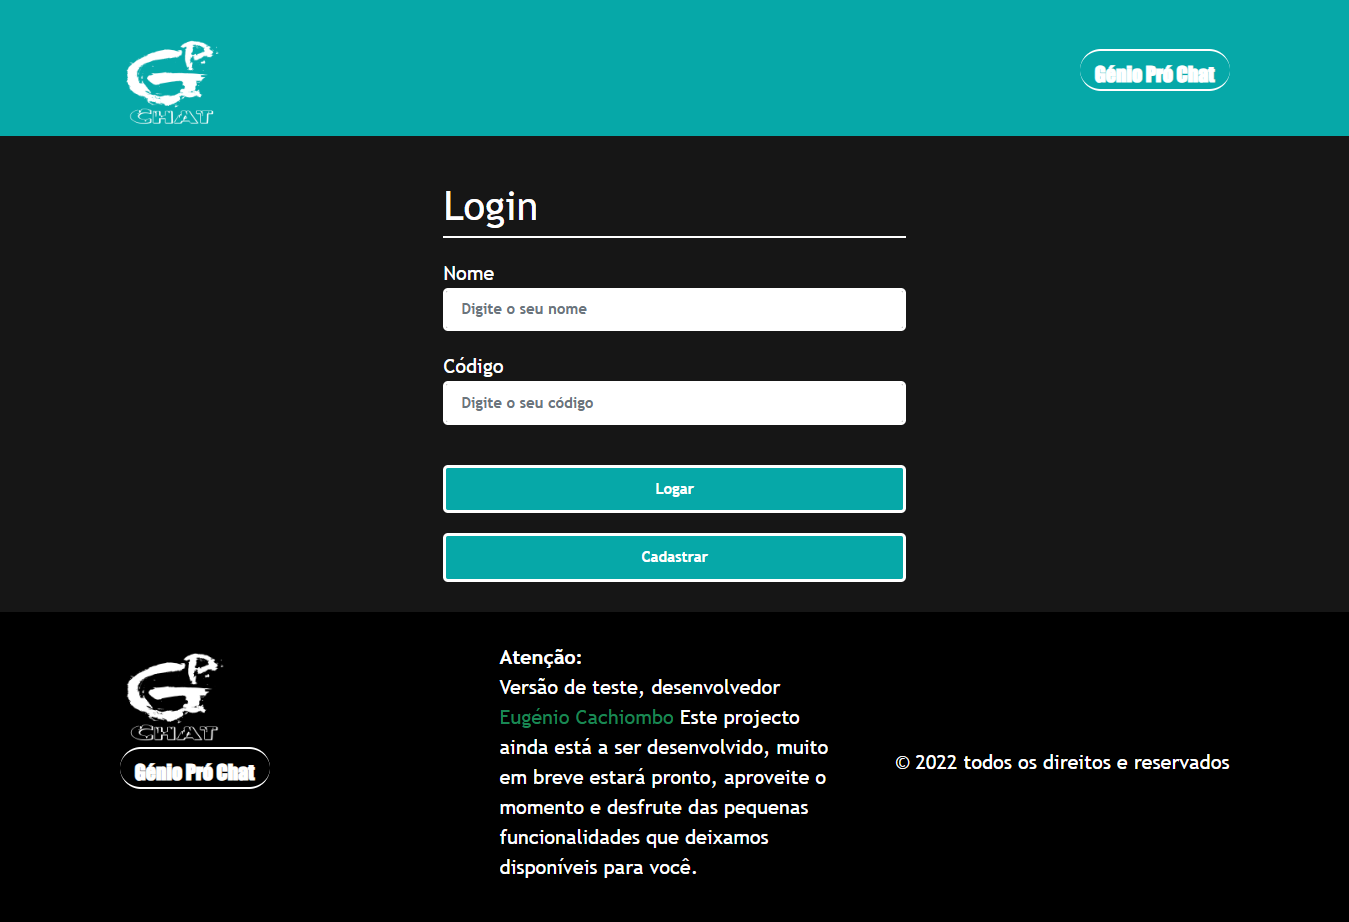 GP
CHAT
Génio Pró Chat
Login
Nome
Digite o seu nome
Código
Digite o seu código
Logar
Cadastrar
GP
CHAT
Génio Pró Chat
Atenção:
Versão de teste, desenvolvedor
Eugénio Cachiombo Este projecto
ainda está a ser desenvolvido, muito
em breve estará pronto, aproveite o
momento e desfrute das pequenas
funcionalidades que deixamos
disponíveis para você.
© 2022 todos os direitos e reservados